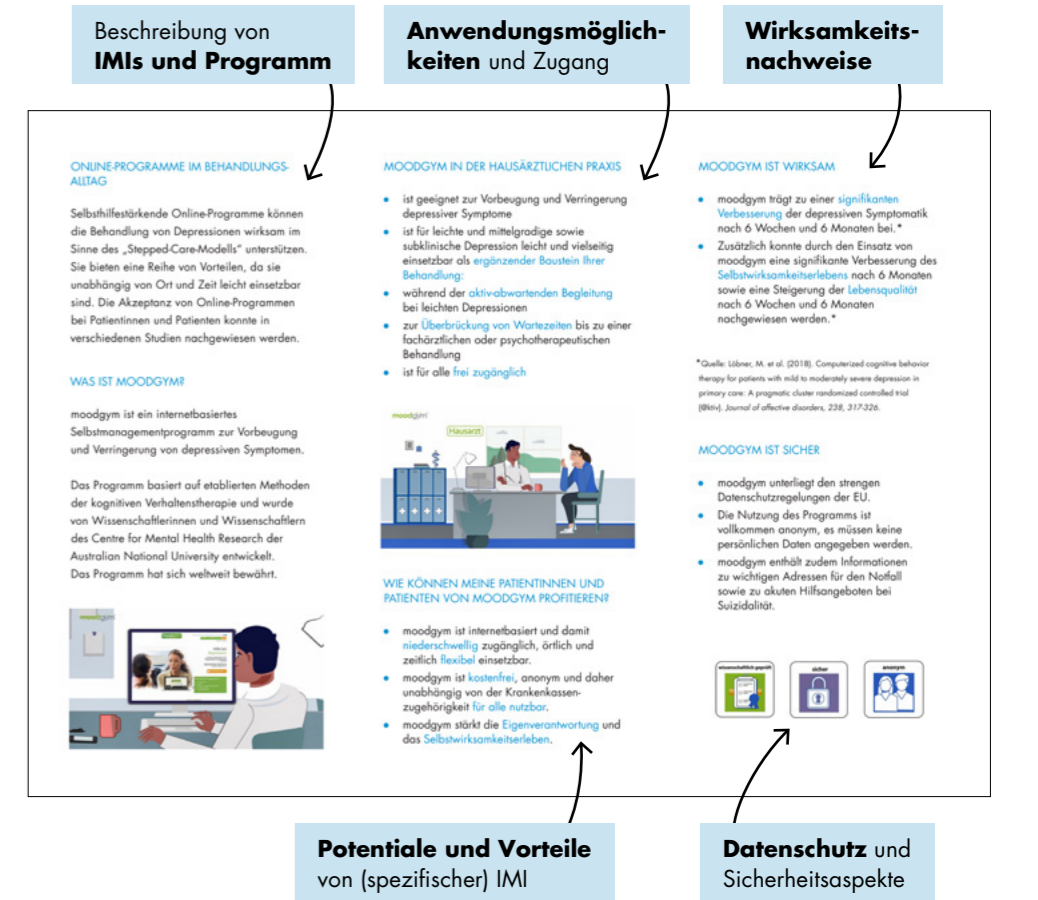 Beschreibung von
IMIs und Programm
Anwendungsmöglich-
keiten und Zugang
Wirksamkeits-
nachweise
ONLINE-PROGRAMME IM BEHANDLUNGS-
ALLTAG
Selbsthilfestärkende Online-Programme können
die Behandlung von Depressionen wirksam im
Sinne des „Stepped-Care-Modells" unterstützen.
Sie bieten eine Reihe von Vorteilen, da sie
unabhängig von Ort und Zeit leicht einsetzbar
sind. Die Akzeptanz von Online-Programmen
bei Patientinnen und Patienten konnte in
verschiedenen Studien nachgewiesen werden.
WAS IST MOODGYM?
moodgym ist ein internetbasiertes
Selbstmanagementprogramm zur Vorbeugung
und Verringerung von depressiven Symptomen.
Das Programm basiert auf etablierten Methoden
der kognitiven Verhaltenstherapie und wurde
von Wissenschaftlerinnen und Wissenschaftlern
des Centre for Mental Health Research der
Australian National University entwickelt.
Das Programm hat sich weltweit bewährt.
moodgym
MOODGYM IN DER HAUSÄRZTLICHEN PRAXIS
• ist geeignet zur Vorbeugung und Verringerung
depressiver Symptome
• ist für leichte und mittelgradige sowie
subklinische Depression leicht und vielseitig
einsetzbar als ergänzender Baustein Ihrer
Behandlung:
• während der aktiv-abwartenden Begleitung
bei leichten Depressionen
• zur Überbrückung von Wartezeiten bis zu einer
fachärztlichen oder psychotherapeutischen
Behandlung
• ist für alle frei zugänglich
moodgym
Hausarzt
WIE KÖNNEN MEINE PATIENTINNEN UND
PATIENTEN VON MOODGYM PROFITIEREN?
• moodgym ist internetbasiert und damit
niederschwellig zugänglich, örtlich und
zeitlich flexibel einsetzbar.
• moodgym ist kostenfrei, anonym und daher
unabhängig von der Krankenkassen-
zugehörigkeit für alle nutzbar.
• moodgym stärkt die Eigenverantwortung und
das Selbstwirksamkeitserleben.
MOODGYM IST WIRKSAM
• moodgym trägt zu einer signifikanten
Verbesserung der depressiven Symptomatik
nach 6 Wochen und 6 Monaten bei.*
• Zusätzlich konnte durch den Einsatz von
moodgym eine signifikante Verbesserung des
Selbstwirksamkeitserlebens nach 6 Monaten
sowie eine Steigerung der Lebensqualität
nach 6 Wochen und 6 Monaten
nachgewiesen werden.*
*Quelle: Löbner, M. et al. (2018). Computerized cognitive behavior
therapy for patients with mild to moderately severe depression in
primary care: A pragmatic cluster randomized controlled trial
(@ktiv). Journal of affective disorders, 238, 317-326.
MOODGYM IST SICHER
• moodgym unterliegt den strengen
Datenschutzregelungen der EU.
• Die Nutzung des Programms ist
vollkommen anonym, es müssen keine
persönlichen Daten angegeben werden.
• moodgym enthält zudem Informationen
zu wichtigen Adressen für den Notfall
sowie zu akuten Hilfsangeboten bei
Suizidalität.
wissenschaftlich geprüft
sicher
anonym
Potentiale und Vorteile
von (spezifischer) IMI
Datenschutz und
Sicherheitsaspekte